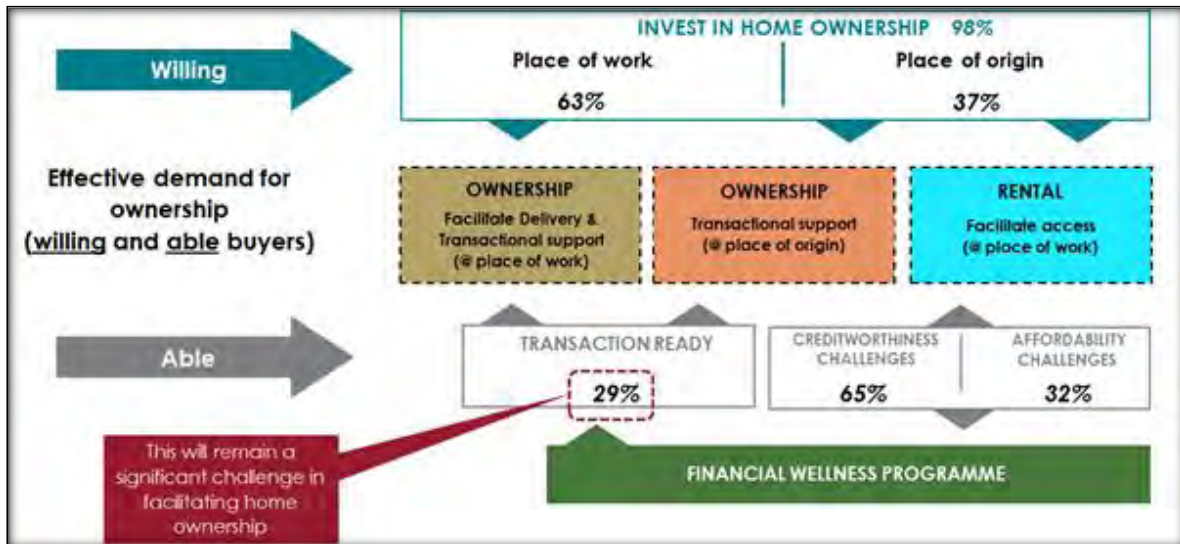 INVEST IN HOME OWNERSHIP 98%
Willing
Place of work
Place of origin
63%
37%
Effective demand for
ownership
(willing and able buyers)
OWNERSHIP
Facilitate Delivery &
Transactional support
(@ place of work)
OWNERSHIP
Transactional support
(@ place of origin)
RENTAL
Facilitate access
(@ place of work)
Able
TRANSACTION READY
29%
CREDITWORTHINESS
CHALLENGES
65%
AFFORDABILITY
CHALLENGES
32%
This will remain a
significant challenge in
facilitating home
ownership
FINANCIAL WELLNESS PROGRAMME